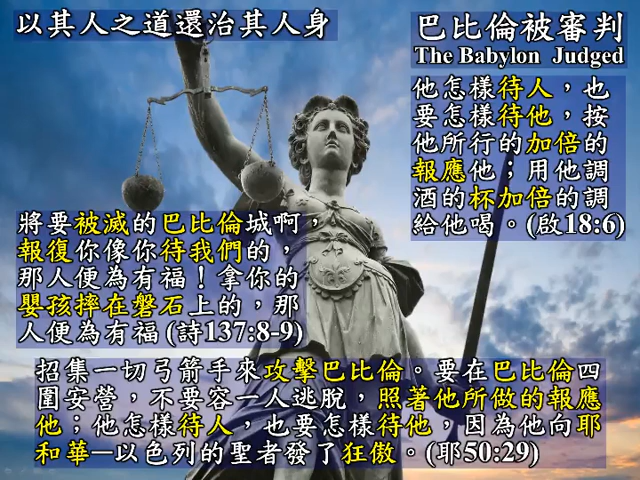 以其人之道還治其人身
巴比倫被審判
The Babylon Judged
他怎樣待人，也
要怎樣待他，按
他所行的加倍的
報應他；用他調
酒的杯加倍的調
給他喝。(啟18:6)
將要被滅的巴比倫城啊，
報復你像你待我們的，
那人便為有福！拿你的
嬰孩摔在磐石上的，那
人便為有福 (詩137:8-9)
招集一切弓箭手來攻擊巴比倫。要在巴比倫四
圍安營，不要容一人逃脫，照著他所做的報應
他；他怎樣待人，也要怎樣待他，因為他向耶
和華─以色列的聖者發了狂傲。(耶50:29)